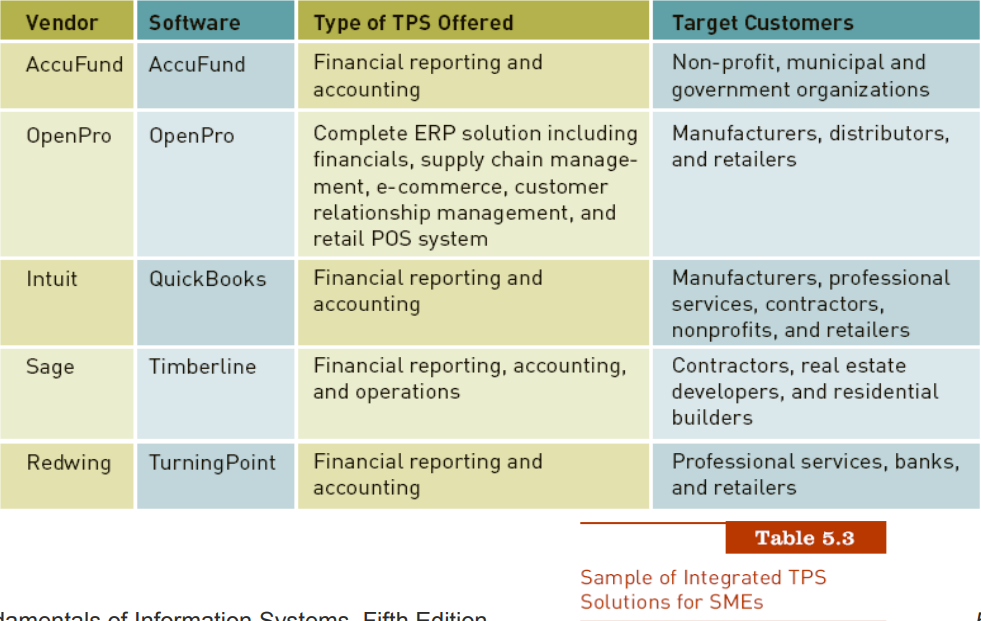 Vendor Software Type of TPS Offered Target Customers
AccuFund AccuFund Financial reporting and accounting Non-profit, municipal and government organizations
OpenPro OpenPro Complete ERP solution including
financials, supply chain manage-
ment, e-commerce, customer
relationship management, and
retail POS system
Manufacturers, distributors,
and retailers
Intuit QuickBooks Financial reporting and
accounting
Manufacturers, professional
services, contractors,
nonprofits, and retailers
Sage Timberline Financial reporting, accounting,
and operations
Contractors, real estate
developers, and residential
builders
Redwing TurningPoint Financial reporting and
accounting
Professional services, banks,
and retailers
Table 5.3
Sample of Integrated TPS
Solutions for SMEs
of Information Systems, Fifth Edition